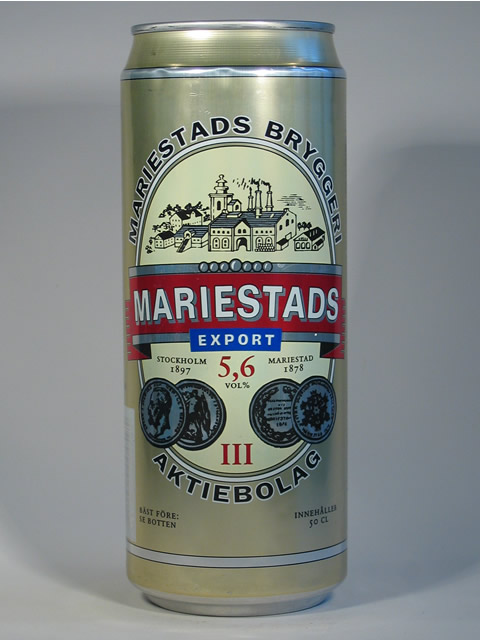 MARIESTADS BRYGGERI
MARIESTADS
EXPORT
STOCKHOLM
1897
5,6
VOL%
MARIESTAD
1878
III
AKTIEBOLAG
BÄST FÖRE:
SE BOTTEN
INNEHÅLLER
50 CL